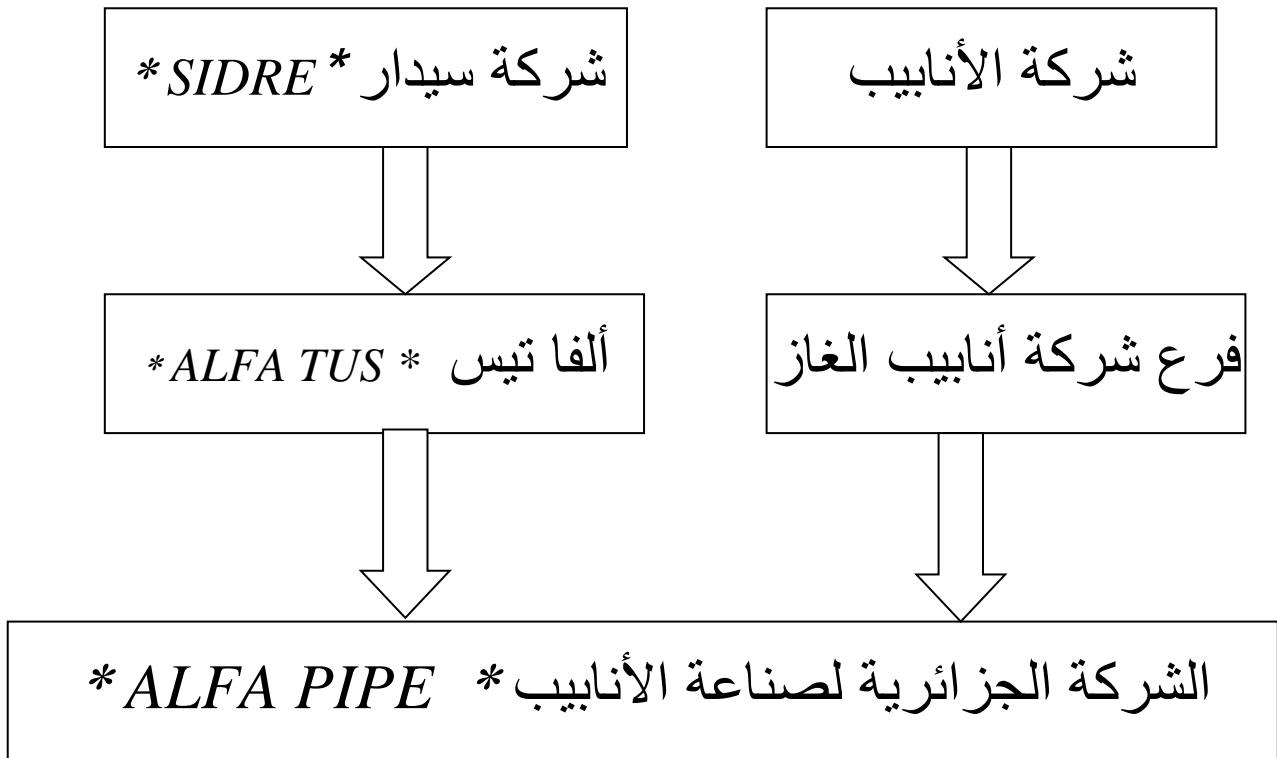 شركة الأنابيب
شركة سيدار *SIDRE*
فرع شركة أنابيب الغاز
ألفا تيس *ALFA TUS*
الشركة الجزائرية لصناعة الأنابيب *ALFA PIPE*